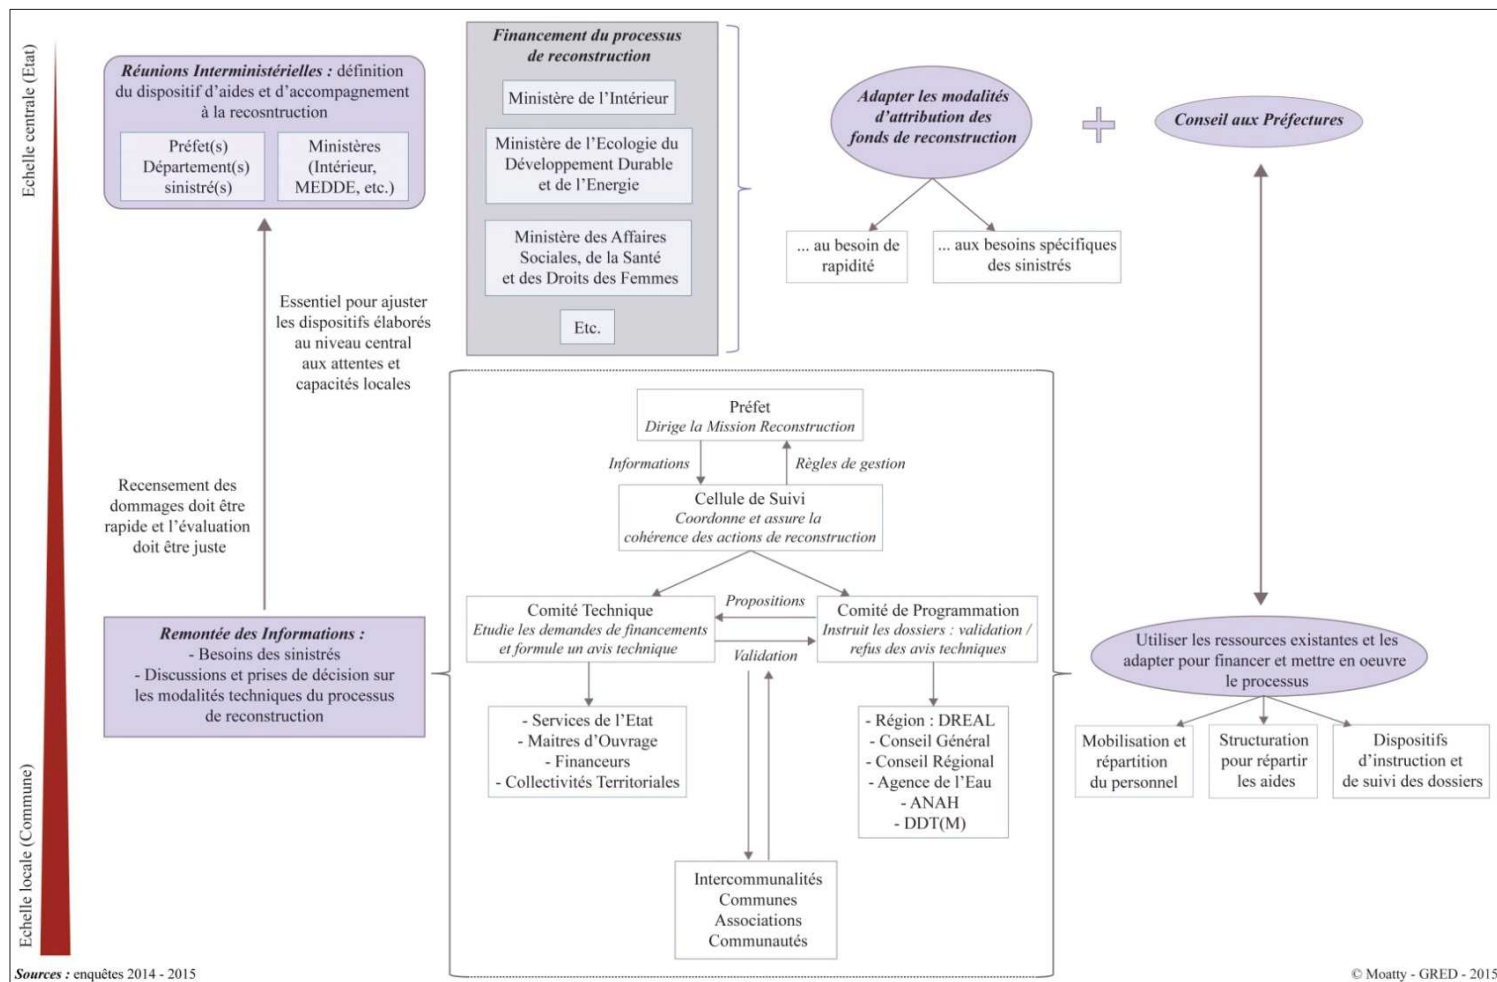 Echelle centrale (Etat)
Réunions Interministérielles : définition
du dispositif d'aides et d'accompagnement
à la recosntruction
Préfet(s)
Département(s)
sinistré(s)
Ministères
(Intérieur,
MEDDE, etc.)
Financement du processus
de reconstruction
Ministère de l'Intérieur
Ministère de l'Ecologie du
Développement Durable
et de l'Energie
Ministère des Affaires
Sociales, de la Santé
et des Droits des Femmes
Etc.
Adapter les modalités
d'attribution des
fonds de reconstruction
Conseil aux Préfectures
... au besoin de
rapidité
... aux besoins spécifiques
des sinistrés
Essentiel pour ajuster
les dispositifs élaborés
au niveau central
aux attentes et
capacités locales
Recensement des
dommages doit être
rapide et l'évaluation
doit être juste
Préfet
Dirige la Mission Reconstruction
Informations
Règles de gestion
Cellule de Suivi
Coordonne et assure la
cohérence des actions de reconstruction
Comité Technique
Etudie les demandes de financements
et formule un avis technique
Propositions
Validation
Comité de Programmation
Instruit les dossiers : validation /
refus des avis techniques
Remontée des Informations :
- Besoins des sinistrés
- Discussions et prises de décision sur
les modalités techniques du processus
de reconstruction
Utiliser les ressources existantes et les
adapter pour financer et mettre en oeuvre
le processus
- Services de l'Etat
- Maitres d'Ouvrage
- Financeurs
- Collectivités Territoriales
- Région : DREAL
- Conseil Général
- Conseil Régional
- Agence de l'Eau
- ANAH
- DDT(M)
Mobilisation et
répartition
du personnel
Structuration
pour répartir
les aides
Dispositifs
d'instruction et
de suivi des dossiers
Intercommunalités
Communes
Associations
Communautés
Echelle locale (Commune)
Sources : enquêtes 2014 - 2015
© Moatty - GRED - 2015